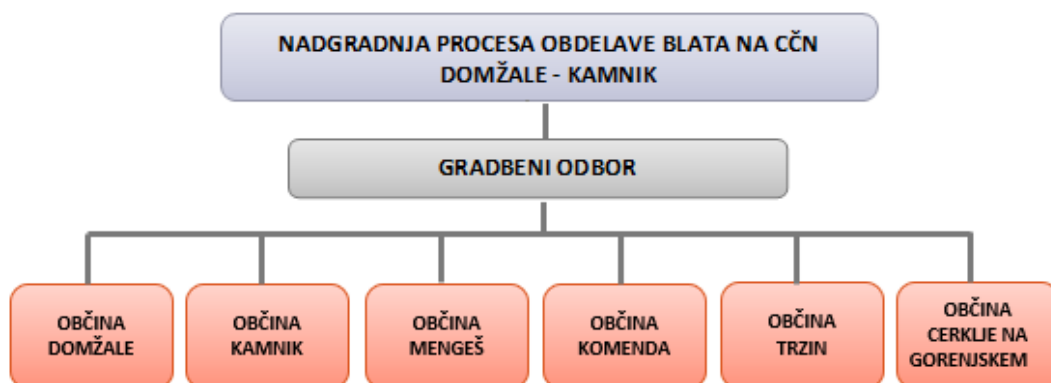 NADGRADNJA PROCESA OBDELAVE BLATA NA CČN
DOMŽALE - KAMNIK
GRADBENI ODBOR
OBČINA
DOMŽALE
OBČINA
KAMNIK
OBČINA
MENGEŠ
OBČINA
KOMENDA
OBČINA
TRZIN
OBČINA
CERKLJE NA
GORENJSKEM